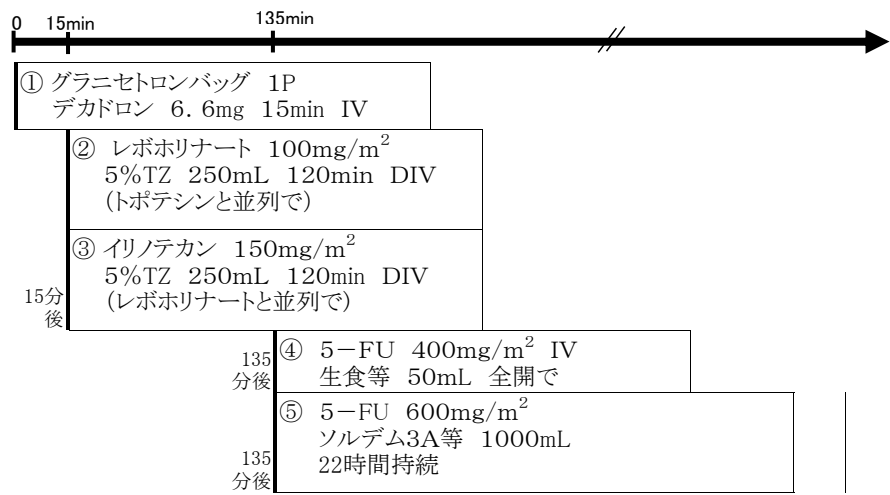 0 15min 135min
① グラニセトロンバッグ 1P
デカドロン 6.6mg 15min IV
② レボホリナート 100mg/m²
5%TZ 250mL 120min DIV
(トポテシンと並列で)
③ イリノテカン 150mg/m²
5%TZ 250mL 120min DIV
(レボホリナートと並列で)
15分
後
④ 5-FU 400mg/m² IV
生食等 50mL 全開で
135
分後
⑤ 5-FU 600mg/m²
ソルデム3A等 1000mL
22時間持続
135
分後